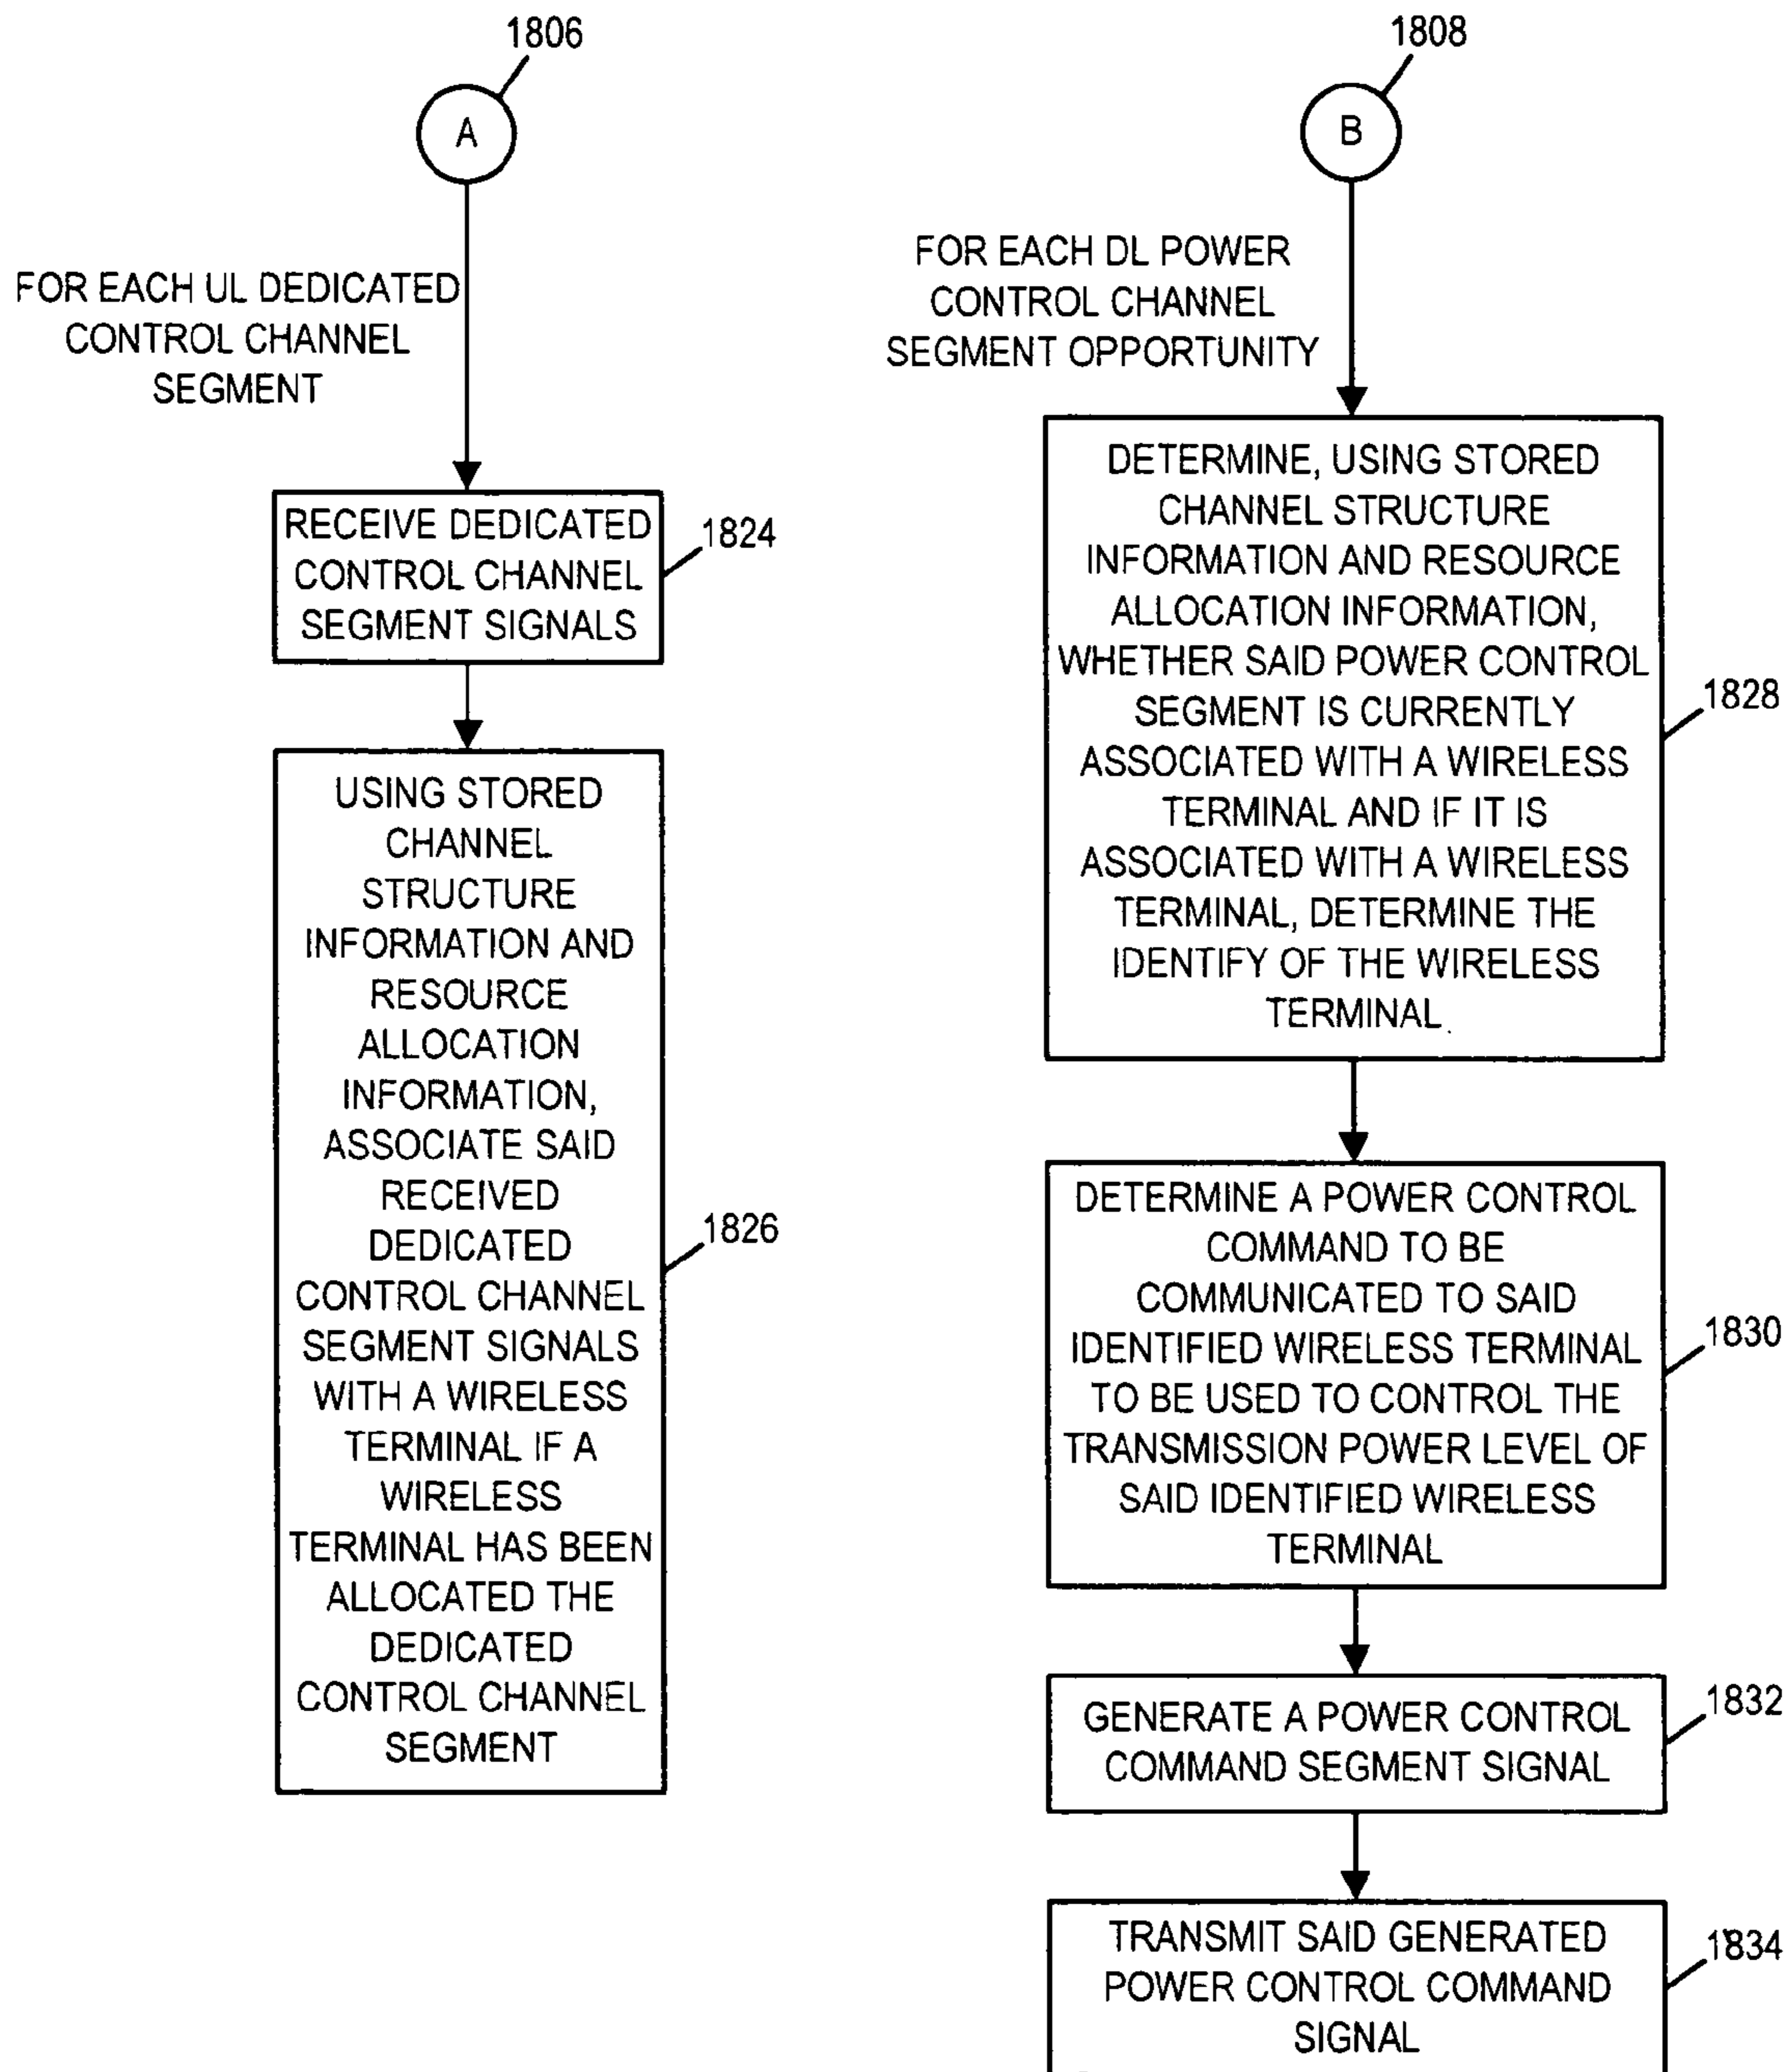 1806
A
FOR EACH UL DEDICATED
CONTROL CHANNEL
SEGMENT
RECEIVE DEDICATED
CONTROL CHANNEL
SEGMENT SIGNALS
1824
USING STORED
CHANNEL
STRUCTURE
INFORMATION AND
RESOURCE
ALLOCATION
INFORMATION,
ASSOCIATE SAID
RECEIVED
DEDICATED
CONTROL CHANNEL
SEGMENT SIGNALS
WITH A WIRELESS
TERMINAL IF A
WIRELESS
TERMINAL HAS BEEN
ALLOCATED THE
DEDICATED
CONTROL CHANNEL
SEGMENT
1826
1808
B
FOR EACH DL POWER
CONTROL CHANNEL
SEGMENT OPPORTUNITY
DETERMINE, USING STORED
CHANNEL STRUCTURE
INFORMATION AND RESOURCE
ALLOCATION INFORMATION,
WHETHER SAID POWER CONTROL
SEGMENT IS CURRENTLY
ASSOCIATED WITH A WIRELESS
TERMINAL AND IF IT IS
ASSOCIATED WITH A WIRELESS
TERMINAL, DETERMINE THE
IDENTIFY OF THE WIRELESS
TERMINAL.
1828
DETERMINE A POWER CONTROL
COMMAND TO BE
COMMUNICATED TO SAID
IDENTIFIED WIRELESS TERMINAL
TO BE USED TO CONTROL THE
TRANSMISSION POWER LEVEL OF
SAID IDENTIFIED WIRELESS
TERMINAL
1830
GENERATE A POWER CONTROL
COMMAND SEGMENT SIGNAL
1832
TRANSMIT SAID GENERATED
POWER CONTROL COMMAND
SIGNAL
1834